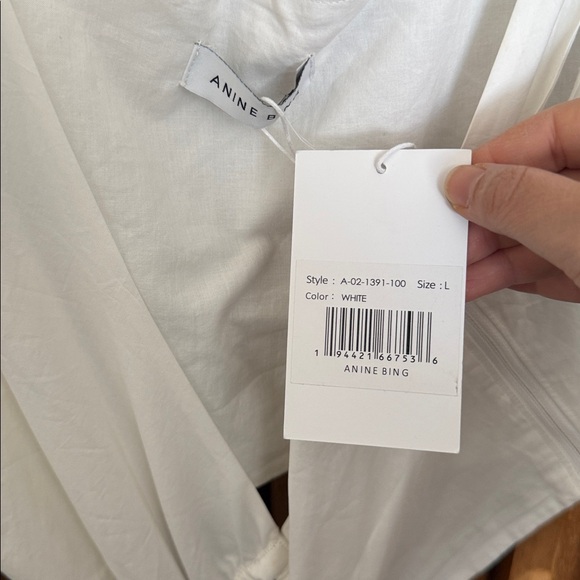 ANINE B
Style : A-02-1391-100 Size : L
Color : WHITE
1 94421 66753 6
ANINE BING